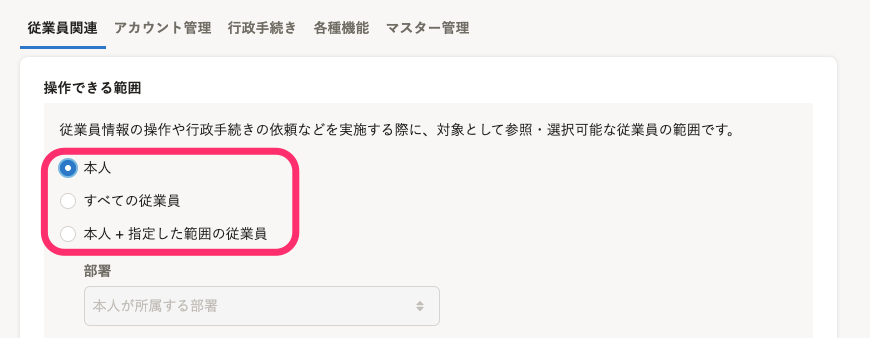 従業員関連 アカウント管理 行政手続き 各種機能 マスター管理
操作できる範囲
従業員情報の操作や行政手続きの依頼などを実施する際に、対象として参照・選択可能な従業員の範囲です。
本人
すべての従業員
本人 + 指定した範囲の従業員
部署
本人が所属する部署